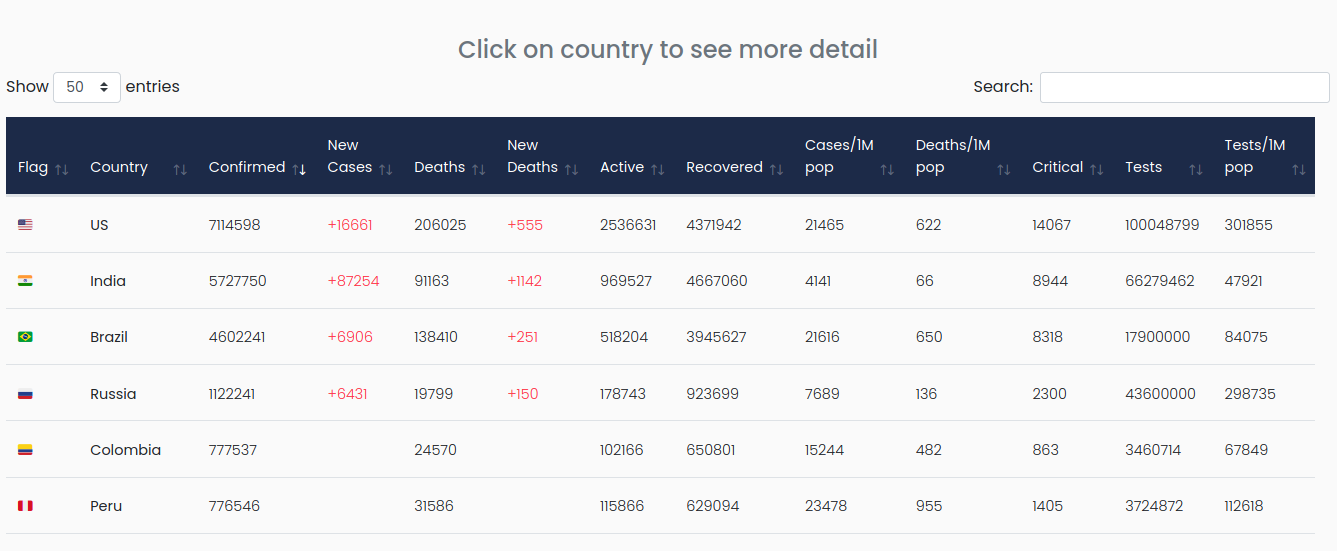 Click on country to see more detail
Show 50 entries Search:
Flag Country Confirmed New Cases Deaths New Deaths Active Recovered Cases/1M pop Deaths/1M pop Critical Tests Tests/1M pop
US 7114598 +16661 206025 +555 2536631 4371942 21465 622 14067 100048799 301855
India 5727750 +87254 91163 +1142 969527 4667060 4141 66 8944 66279462 47921
Brazil 4602241 +6906 138410 +251 518204 3945627 21616 650 8318 17900000 84075
Russia 1122241 +6431 19799 +150 178743 923699 7689 136 2300 43600000 298735
Colombia 777537 24570 102166 650801 15244 482 863 3460714 67849
Peru 776546 31586 115866 629094 23478 955 1405 3724872 112618